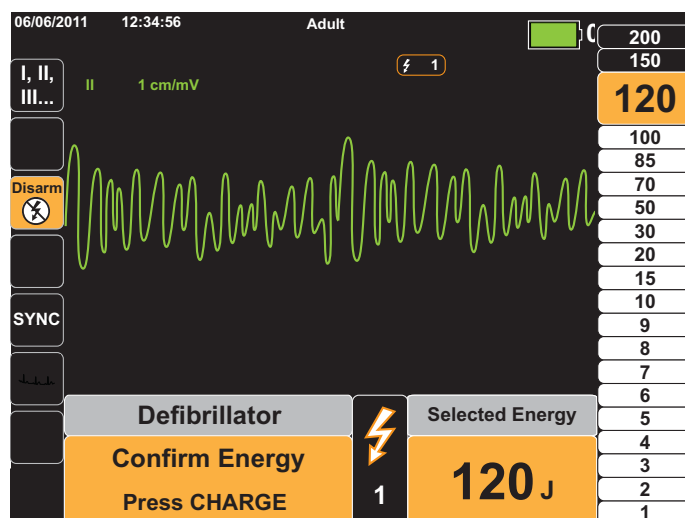 06/06/2011 12:34:56 Adult
200
150
120
100
85
70
50
30
20
15
10
9
8
7
6
5
4
3
2
1
1
I, II,
III...
II 1 cm/mV
Disarm
SYNC
Defibrillator
Confirm Energy
Press CHARGE
1
Selected Energy
120 J